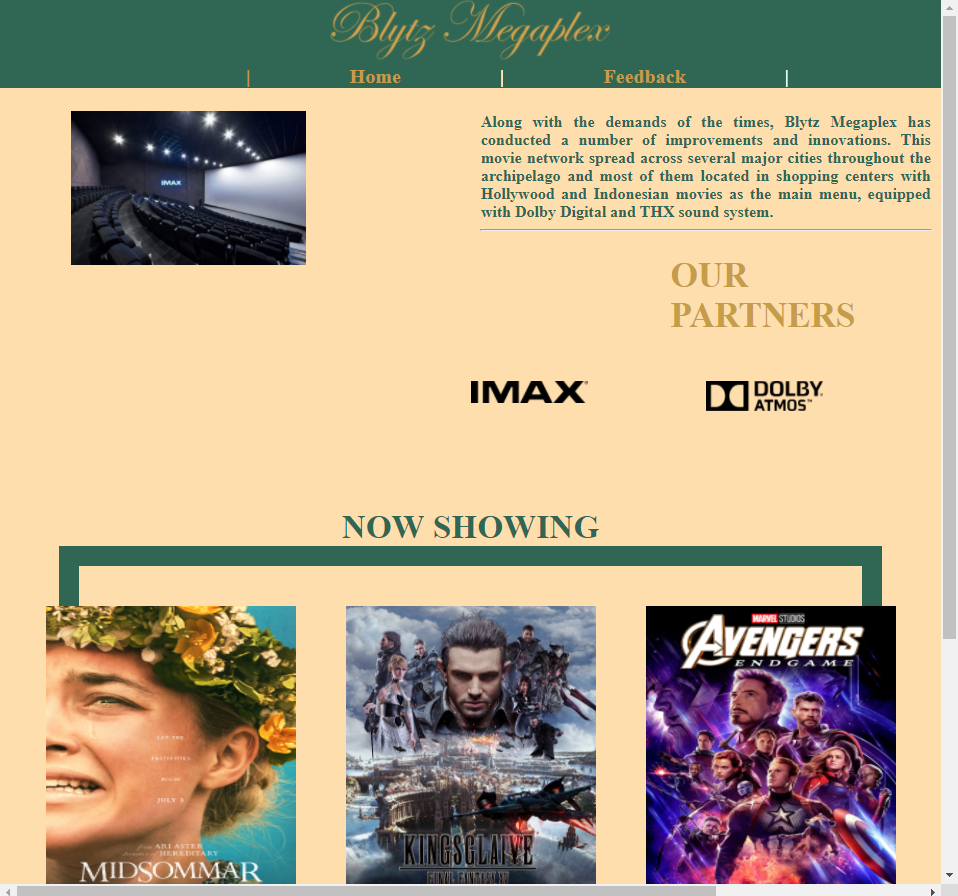 Blytz Megaplex
| Home | Feedback |
IMAX
Along with the demands of the times, Blytz Megaplex has
conducted a number of improvements and innovations. This
movie network spread across several major cities throughout the
archipelago and most of them located in shopping centers with
Hollywood and Indonesian movies as the main menu, equipped
with Dolby Digital and THX sound system.
OUR
PARTNERS
IMAX
DOLBY
ATMOS™
NOW SHOWING
LET THE
FESTIVITIES
BEGIN
JULY 3
FROM ARI ASTER
HEREDITARY
MIDSOMMAR
KINGSGLAIVE
FINAL FANTASY XV
MARVEL STUDIOS
AVENGERS
ENDGAME